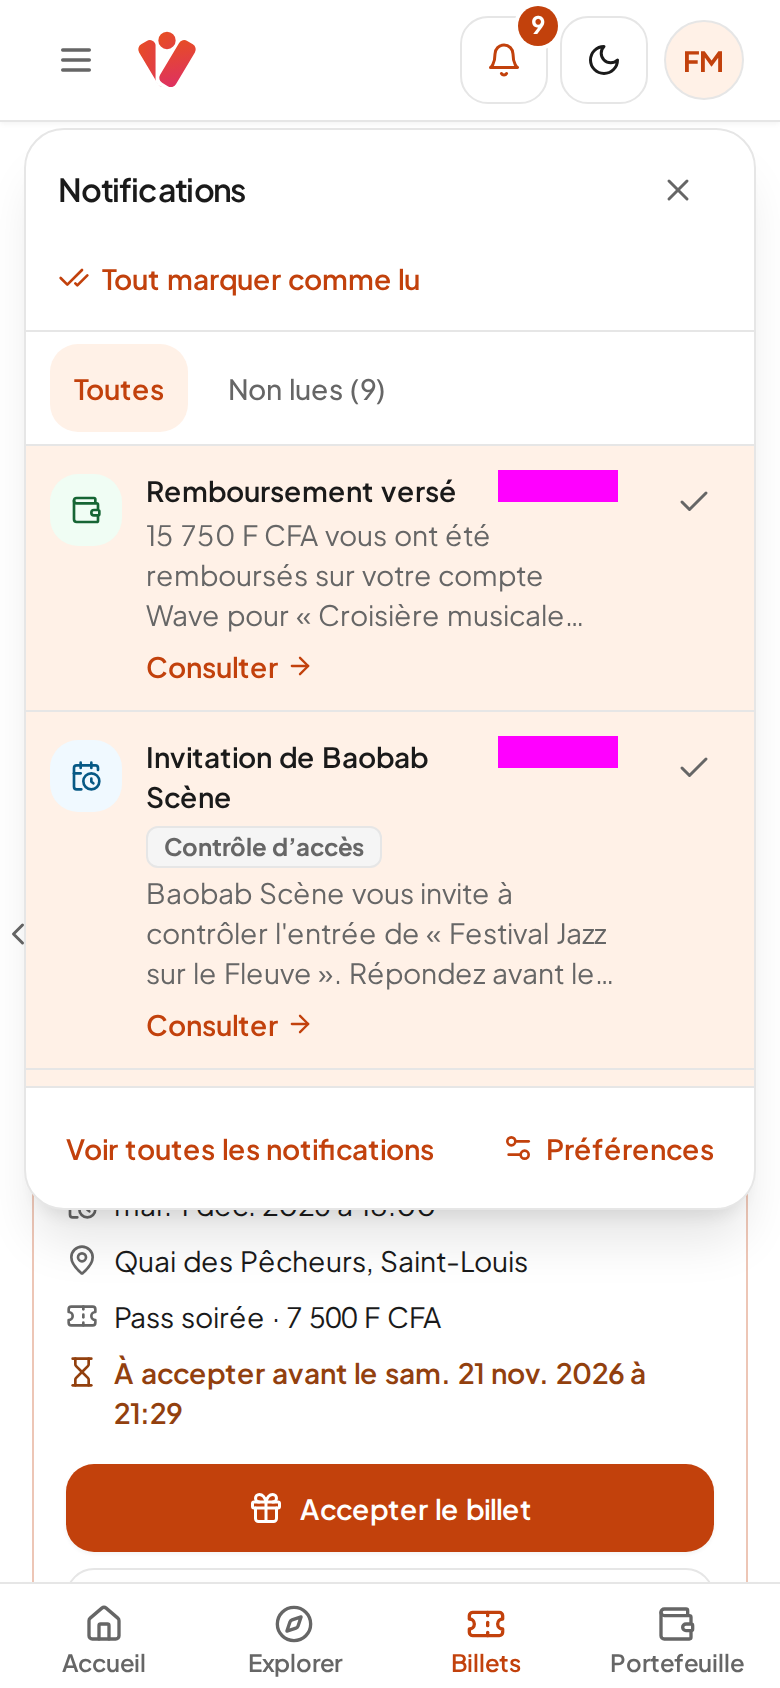 9
FM
Notifications
Tout marquer comme lu
Toutes
Non lues (9)
Remboursement versé
15 750 F CFA vous ont été
remboursés sur votre compte
Wave pour « Croisière musicale…
Consulter →
Invitation de Baobab
Scène
Contrôle d’accès
Baobab Scène vous invite à
contrôler l'entrée de « Festival Jazz
sur le Fleuve ». Répondez avant le…
Consulter →
Voir toutes les notifications
Préférences
Quai des Pêcheurs, Saint-Louis
Pass soirée · 7 500 F CFA
À accepter avant le sam. 21 nov. 2026 à
21:29
Accepter le billet
Accueil
Explorer
Billets
Portefeuille